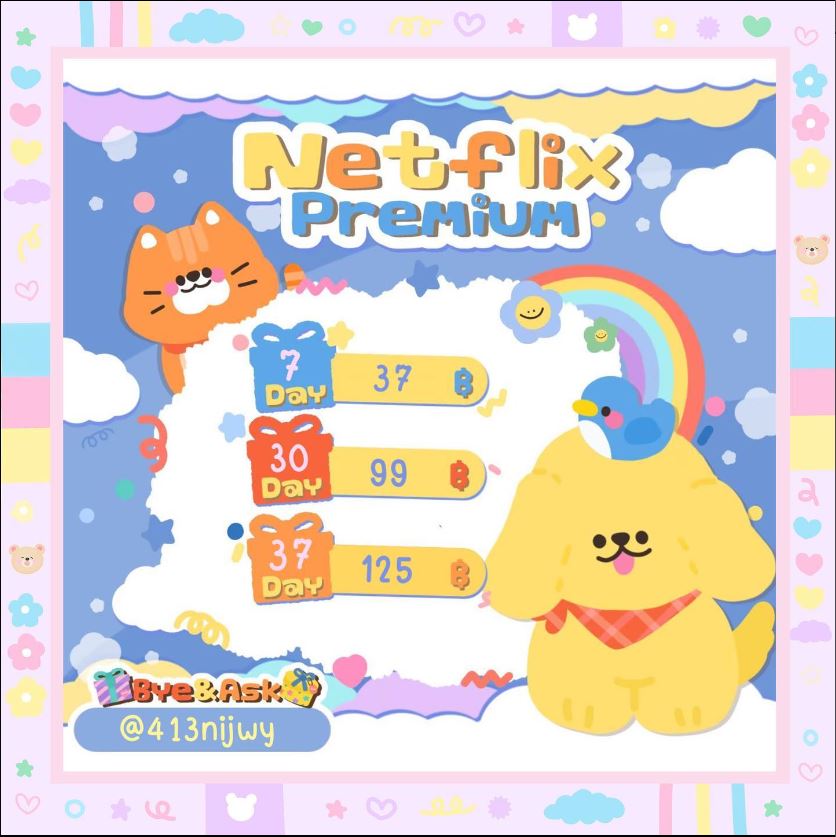 Netflix
Premium
7
Day
37 ฿
30
Day
99 ฿
37
Day
125 ฿
Bye&Ask
@413nijwy